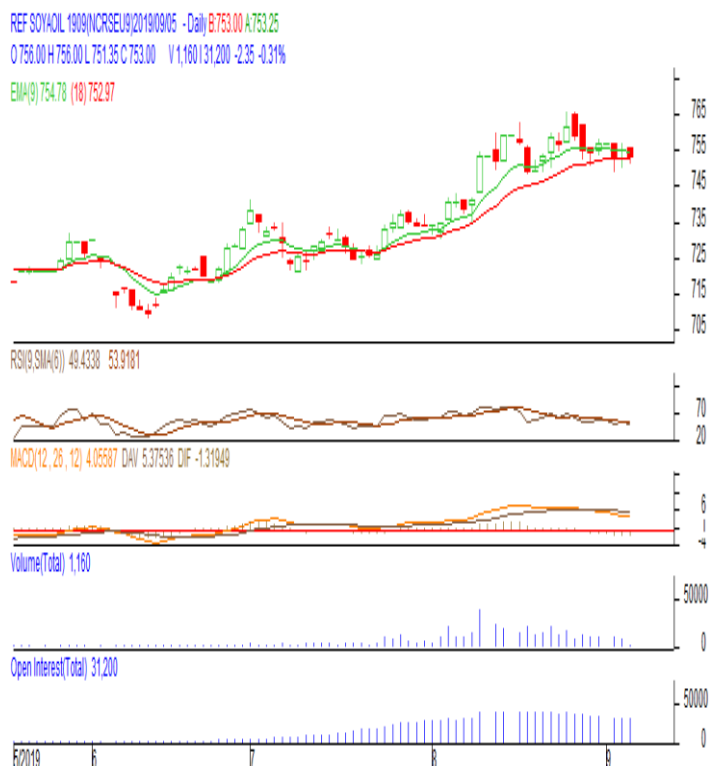 REF SOYAOIL 1909(NCRSEU9)2019/09/05 - Daily B:753.00 A:753.25
O 756.00 H 756.00 L 751.35 C 753.00 V 1,160 I 31,200 -2.35 -0.31%
EMA(9) 754.78 (18) 752.97
765
755
745
735
725
715
705
RSI(9,SMA(6)) 49.4338 53.9181
70
20
MACD(12 , 26 , 12) 4.05587 DAV 5.37536 DIF -1.31949
6
1
-4
Volume(Total) 1,160
50000
0
Open Interest(Total) 31,200
50000
0
5/2019 6 7 8 9